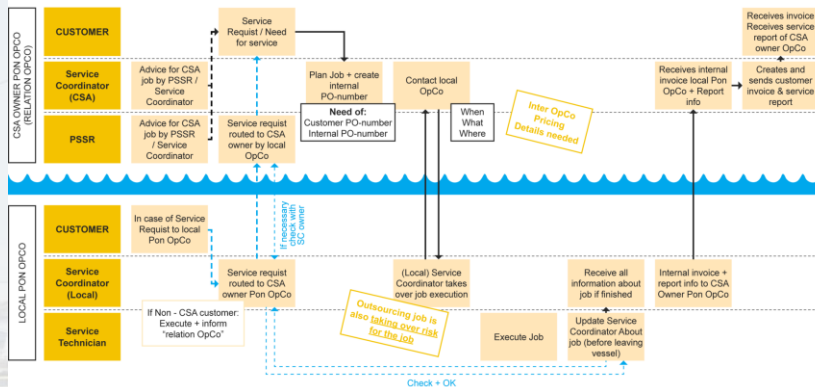 CSA OWNER PON OPCO
(RELATION OPCO)
CUSTOMER
Service
Requist / Need
for service
Receives invoice
Receives service
report of CSA
owner OpCo
Service
Coordinator
(CSA)
Advice for CSA
job by PSSR /
Service
Coordinator
Plan Job + create
internal
PO-number
Need of:
Customer PO-number
Internal PO-number
Contact local
OpCo
When
What
Where
Inter OpCo
Pricing
Details needed
Receives internal
invoice local Pon
OpCo + Report
info
Creates and
sends customer
invoice & service
report
PSSR
Advice for CSA
job by PSSR
/ Service
Coordinator
Service requist
routed to CSA
owner by local
OpCo
If necessary
check with
SC owner
LOCAL PON OPCO
CUSTOMER
In case of Service
Requist to local
Pon OpCo
Service
Coordinator
(Local)
Service requist
routed to CSA
owner Pon OpCo
(Local) Service
Coordinator takes
over job execution
Receive all
information about
job if finished
Internal invoice +
report info to CSA
Owner Pon OpCo
If Non - CSA customer:
Execute + inform
"relation OpCo"
Outsourcing job is
also taking over risk
for the job
Service
Technician
Execute Job
Update Service
Coordinator About
job (before leaving
vessel)
Check + OK